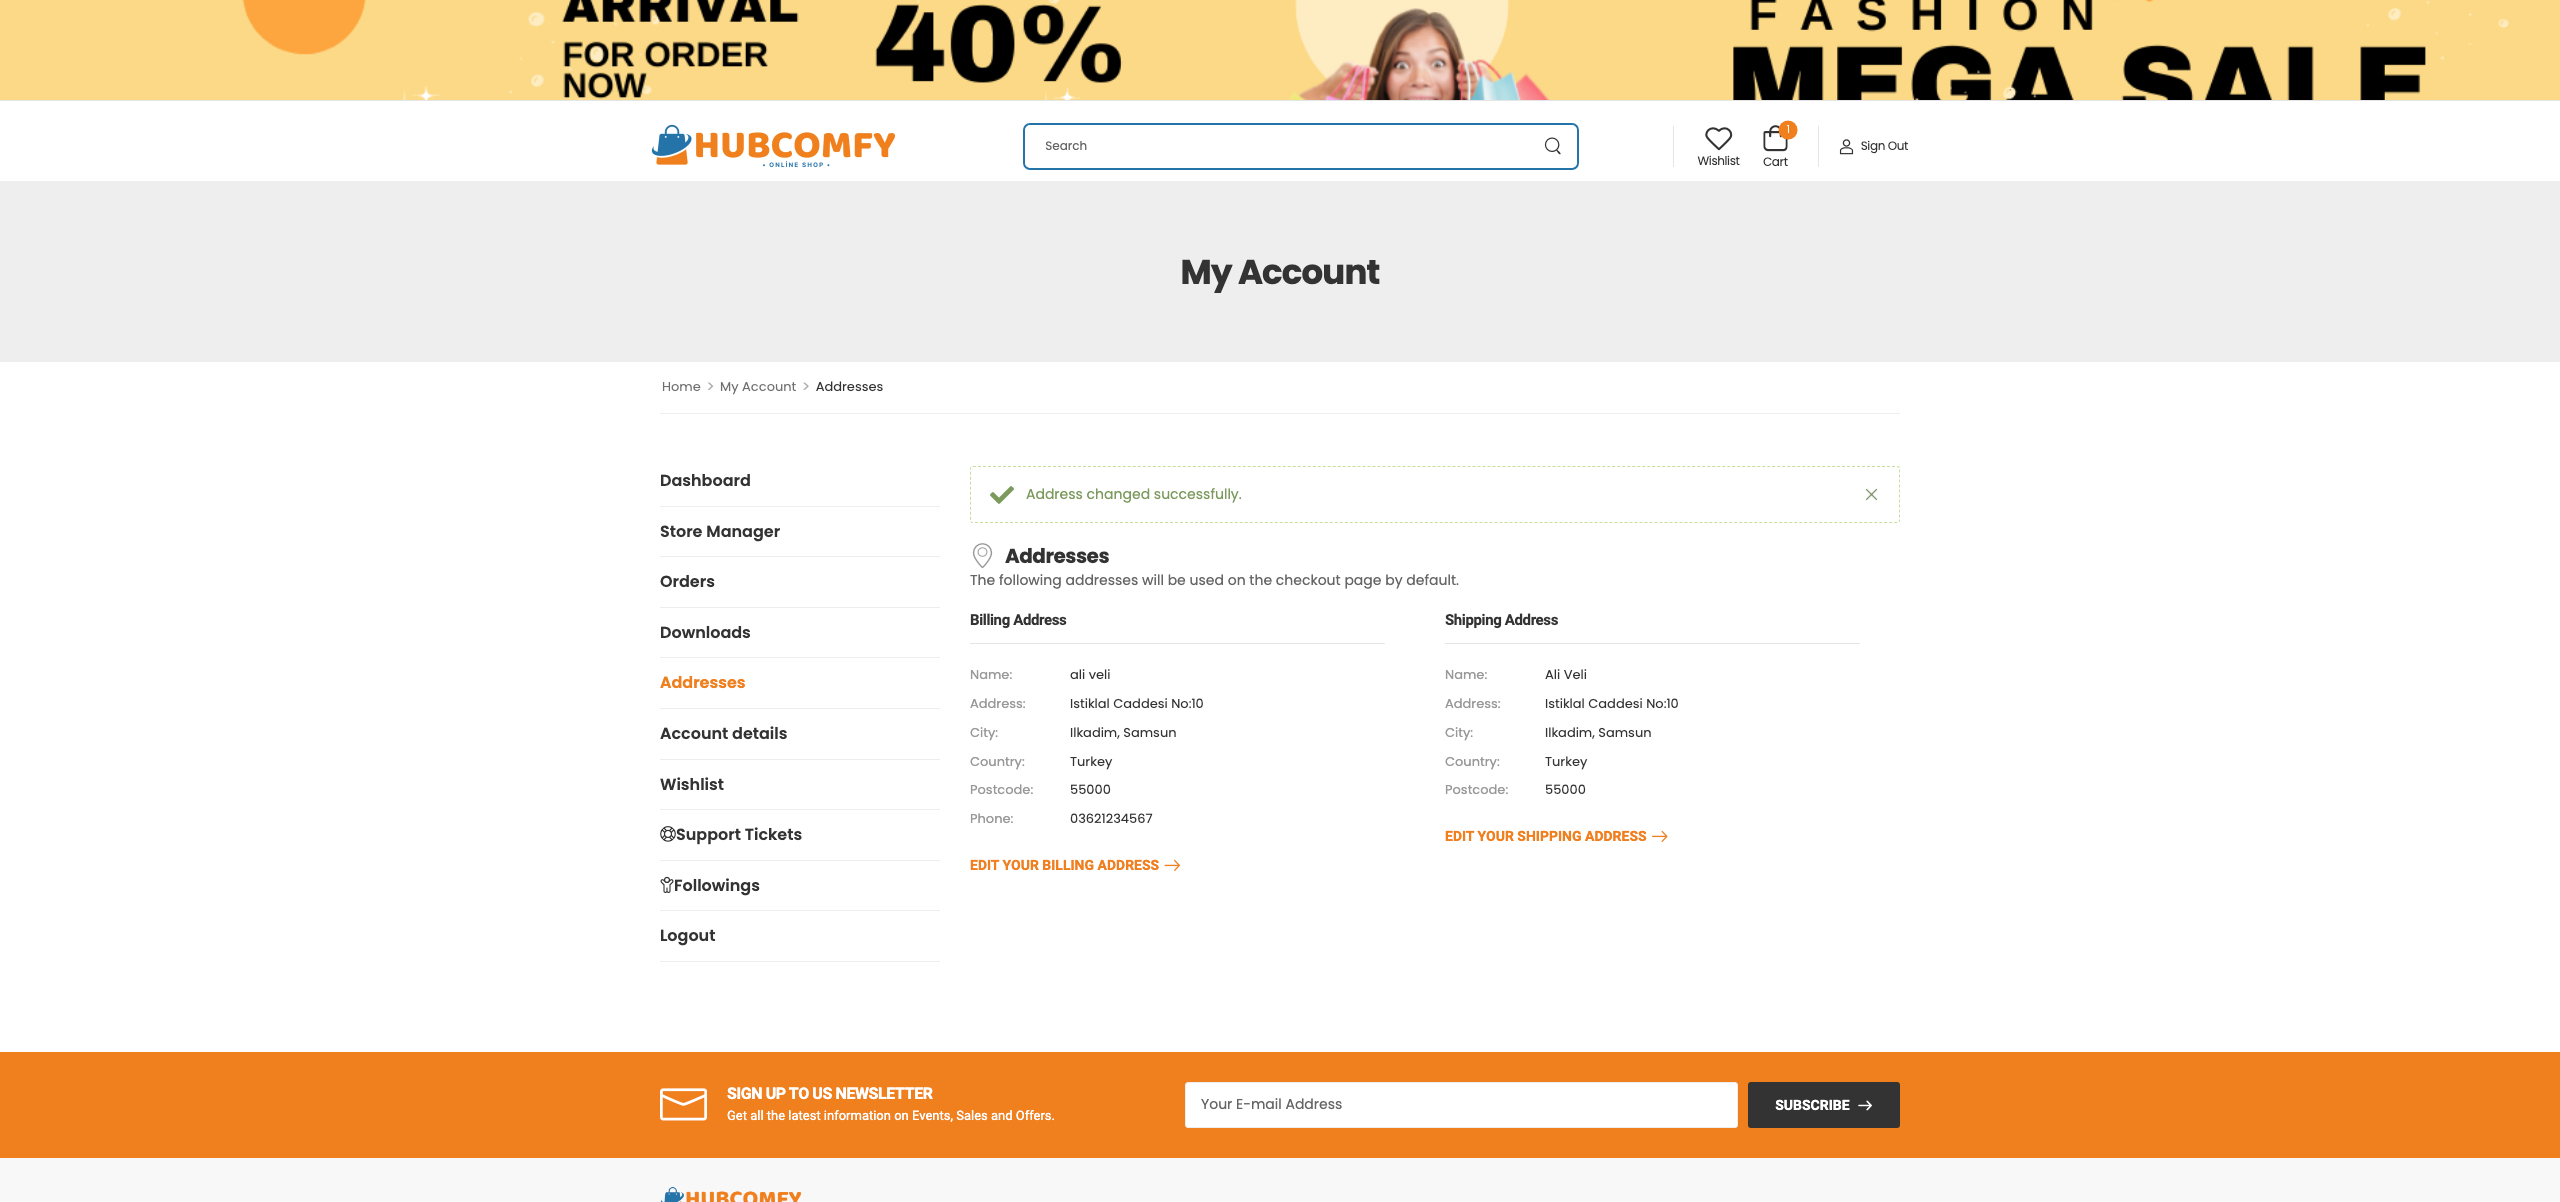 ARRIVAL
FOR ORDER
NOW
40%
FASHION
MEGA SALE
HUBCOMFY
• ONLINE SHOP •
Search
Wishlist
1
Cart
Sign Out
My Account
Home > My Account > Addresses
Dashboard
Store Manager
Orders
Downloads
Addresses
Account details
Wishlist
Support Tickets
Followings
Logout
Address changed successfully.
Addresses
The following addresses will be used on the checkout page by default.
Billing Address
Name: ali veli
Address: Istiklal Caddesi No:10
City: Ilkadim, Samsun
Country: Turkey
Postcode: 55000
Phone: 03621234567
EDIT YOUR BILLING ADDRESS
Shipping Address
Name: Ali Veli
Address: Istiklal Caddesi No:10
City: Ilkadim, Samsun
Country: Turkey
Postcode: 55000
EDIT YOUR SHIPPING ADDRESS
SIGN UP TO US NEWSLETTER
Get all the latest information on Events, Sales and Offers.
Your E-mail Address
SUBSCRIBE
HUBCOMFY